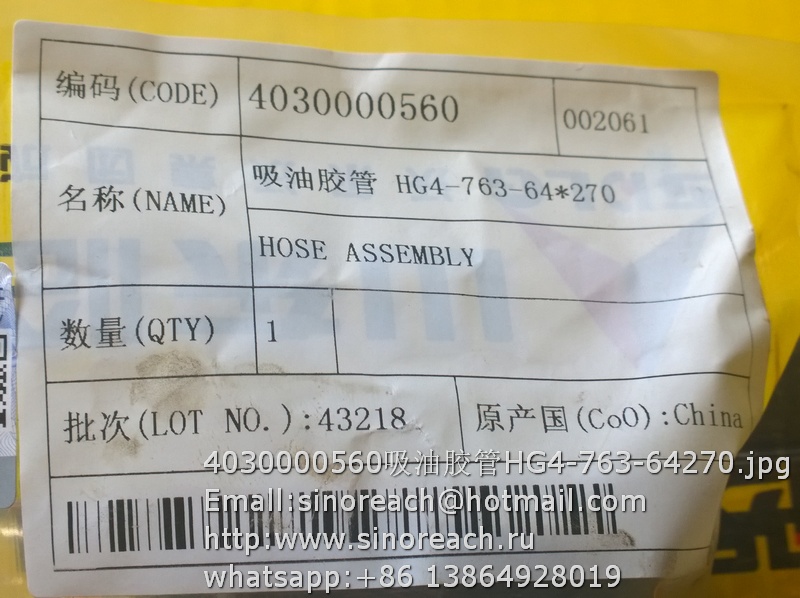 编码(CODE) 4030000560 002061
名称(NAME) 吸油胶管 HG4-763-64*270
HOSE ASSEMBLY
数量(QTY) 1
批次(LOT NO.):43218 原产国(CoO):China
4030000560吸油胶管HG4-763-64270.jpg
Email:sinoreach@hotmail.com
http:www.sinoreach.ru
whatsapp:+86 13864928019